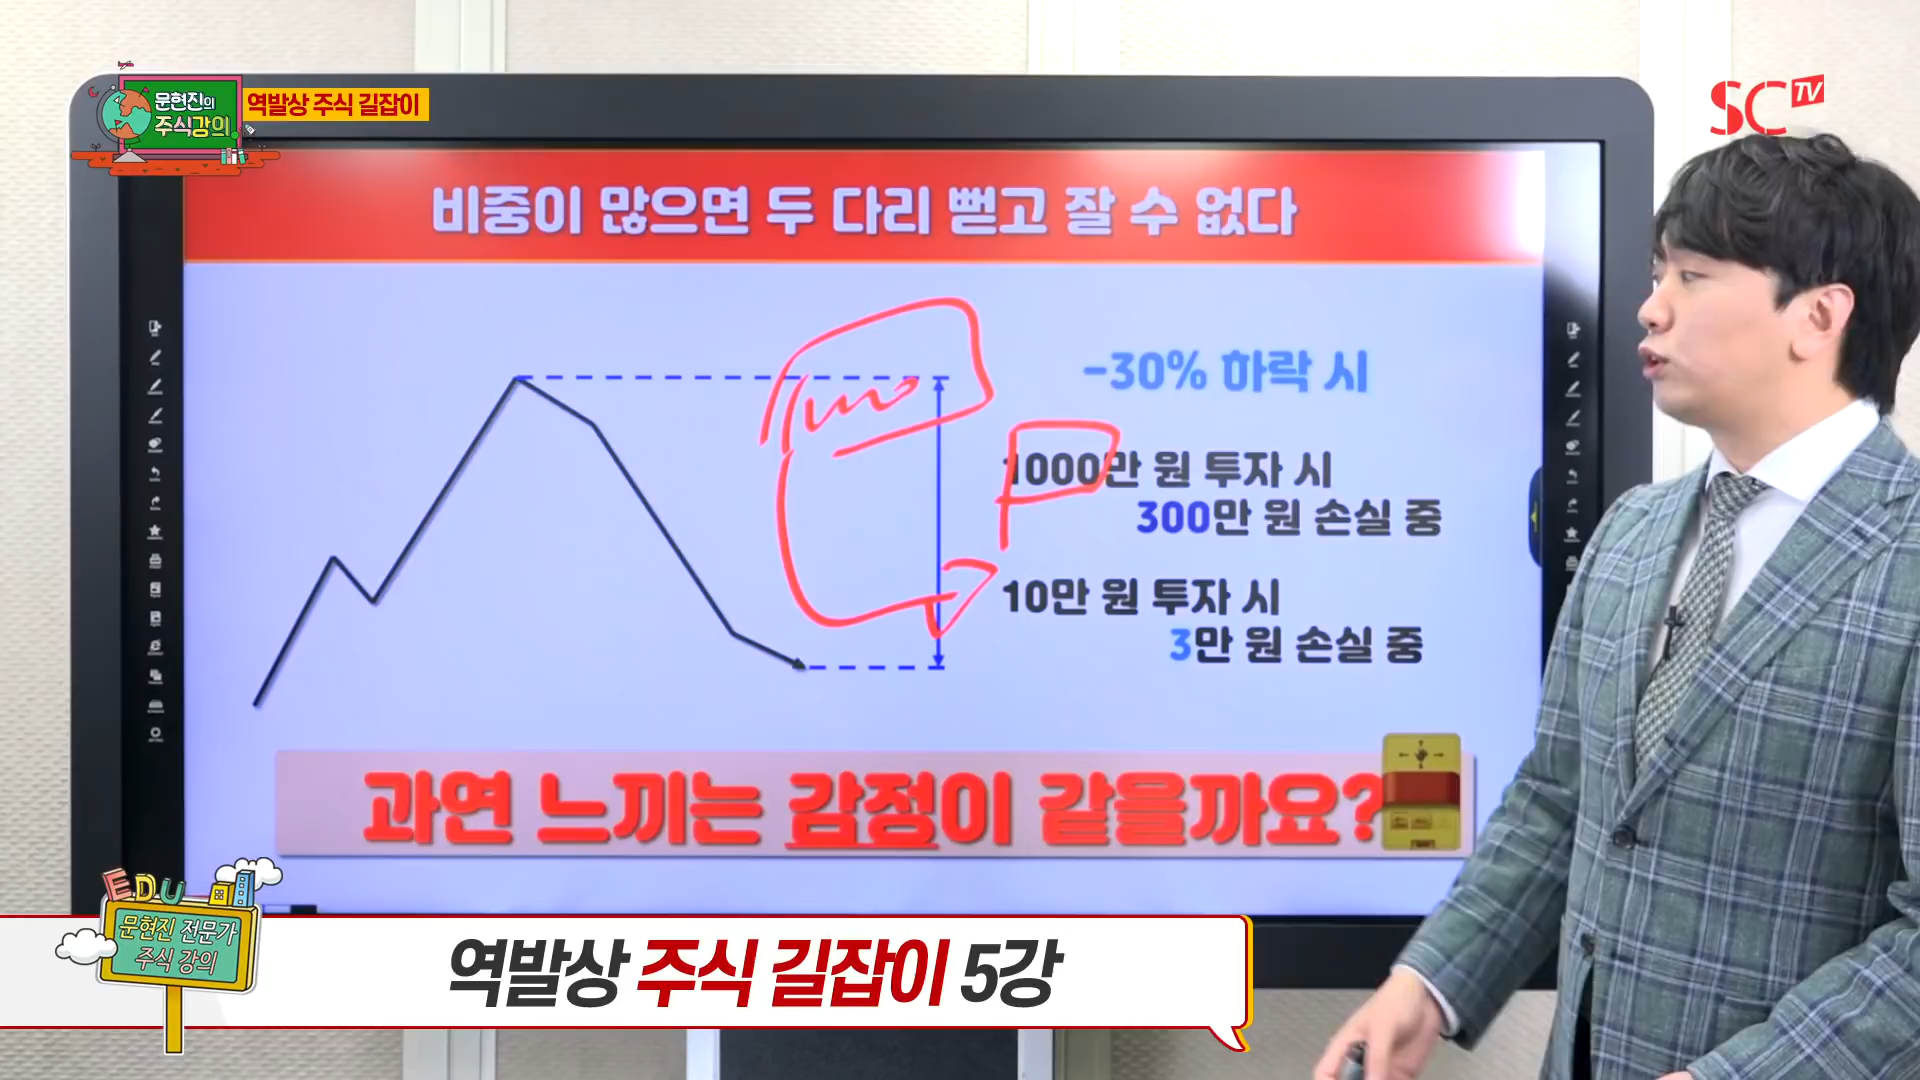 문현진의
주식강의
역발상 주식 길잡이
SC TV
비중이 많으면 두 다리 뻗고 잘 수 없다
-30% 하락 시
1000만 원 투자 시
300만 원 손실 중
10만 원 투자 시
3만 원 손실 중
과연 느끼는 감정이 같을까요?
EDU
문현진 전문가
주식 강의
역발상 주식 길잡이 5강